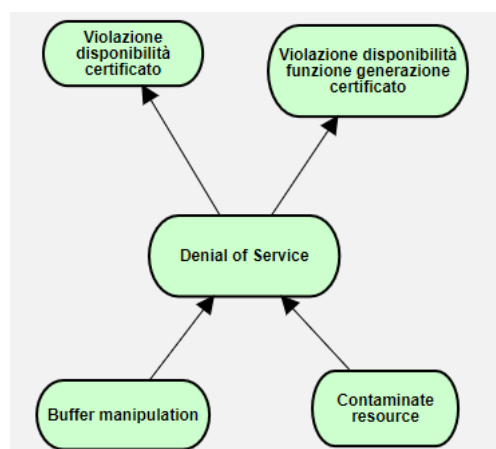 Violazione
disponibilità
certificato
Violazione disponibilità
funzione generazione
certificato
Denial of Service
Buffer manipulation
Contaminate
resource